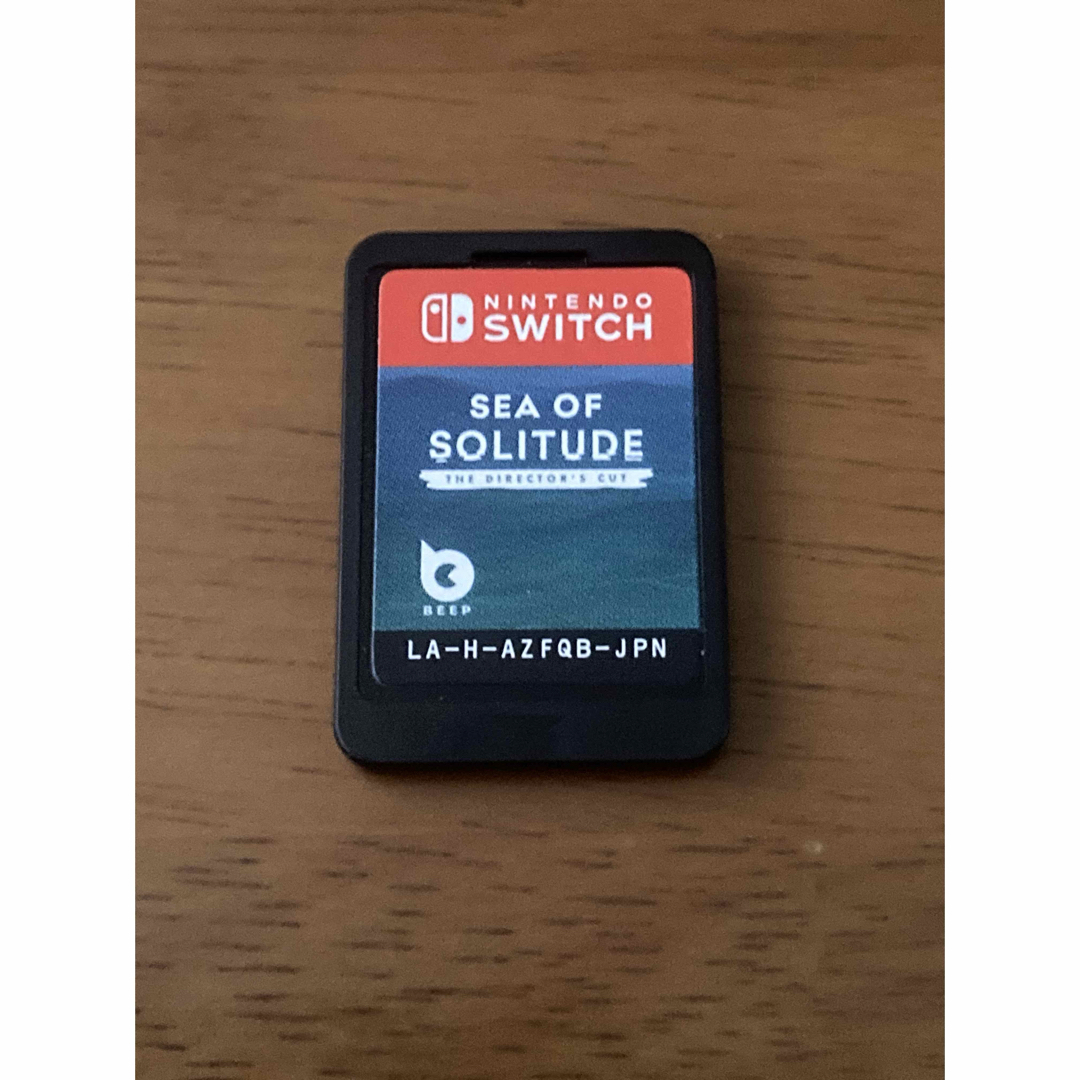 NINTENDO
SWITCH
SEA OF
SOLITUDE
THE DIRECTOR'S CUT
BEEP
LA-H-AZFQB-JPN